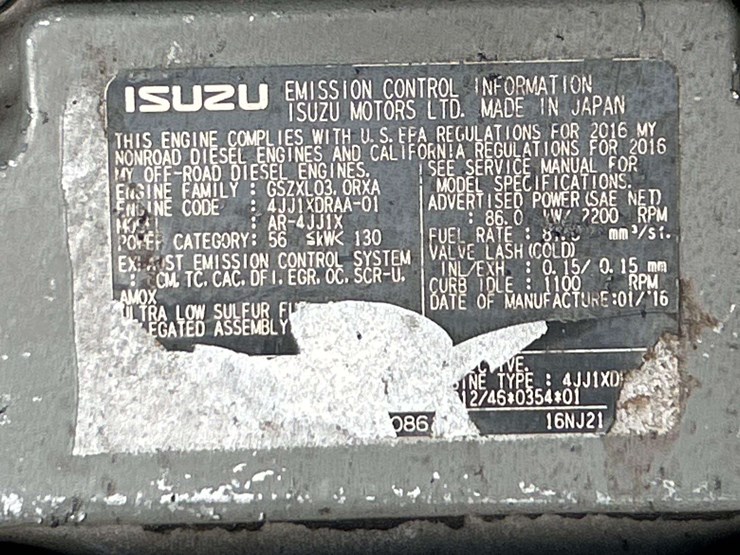 ISUZU
EMISSION CONTROL INFORMATION
ISUZU MOTORS LTD. MADE IN JAPAN
THIS ENGINE COMPLIES WITH U.S. EPA REGULATIONS FOR 2016 MY
NONROAD DIESEL ENGINES AND CALIFORNIA REGULATIONS FOR 2016
MY OFF-ROAD DIESEL ENGINES.
ENGINE FAMILY : GSZXL03.0RXA
ENGINE CODE : 4JJ1XDRAA-01
: AR-4JJ1X
POWER CATEGORY: 56 ≤kW< 130
EXHAUST EMISSION CONTROL SYSTEM
: ECM, TC, CAC, DFI, EGR, OC, SCR-U,
AMOX
ULTRA LOW SULFUR
ASSEMBLY
SEE SERVICE MANUAL FOR
MODEL SPECIFICATIONS.
ADVERTISED POWER (SAE NET)
: 86.0 kW/ 2200 RPM
FUEL RATE : mm³/st.
VALVE LASH (COLD)
INL/EXH : 0.15/ 0.15 mm
CURB IDLE : 1100 RPM
DATE OF MANUFACTURE:01/'16
TYPE : 4JJ1XD
12/46*0354*01
086
16NJ21